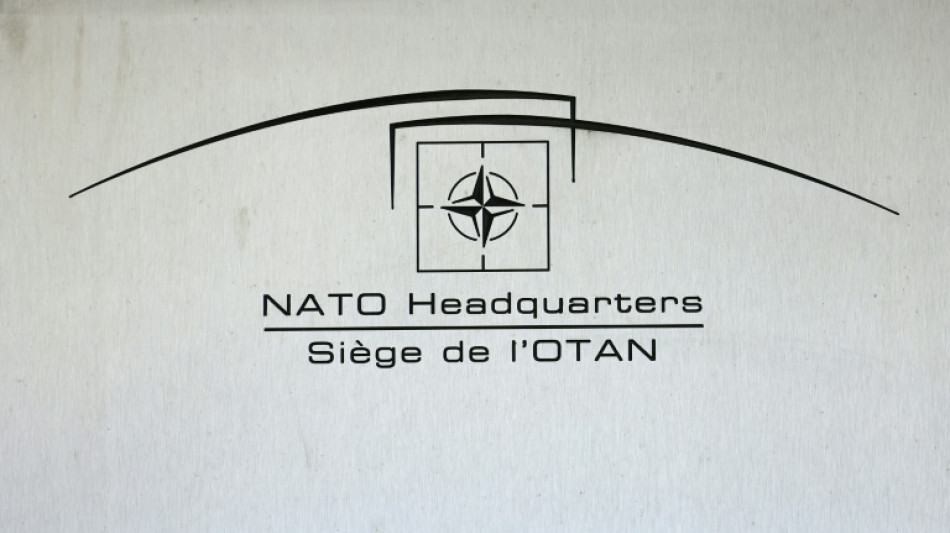 NATO Headquarters
Siège de l'OTAN